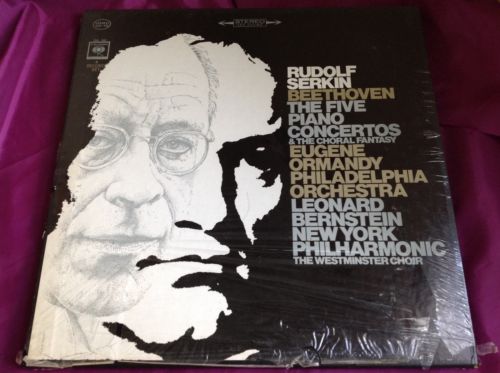 STEREO
RUDOLF
SERKIN
BEETHOVEN
THE FIVE
PIANO
CONCERTOS
& THE CHORAL FANTASY
EUGENE
ORMANDY
PHILADELPHIA
ORCHESTRA
LEONARD
BERNSTEIN
NEW YORK
PHILHARMONIC
THE WESTMINSTER CHOIR